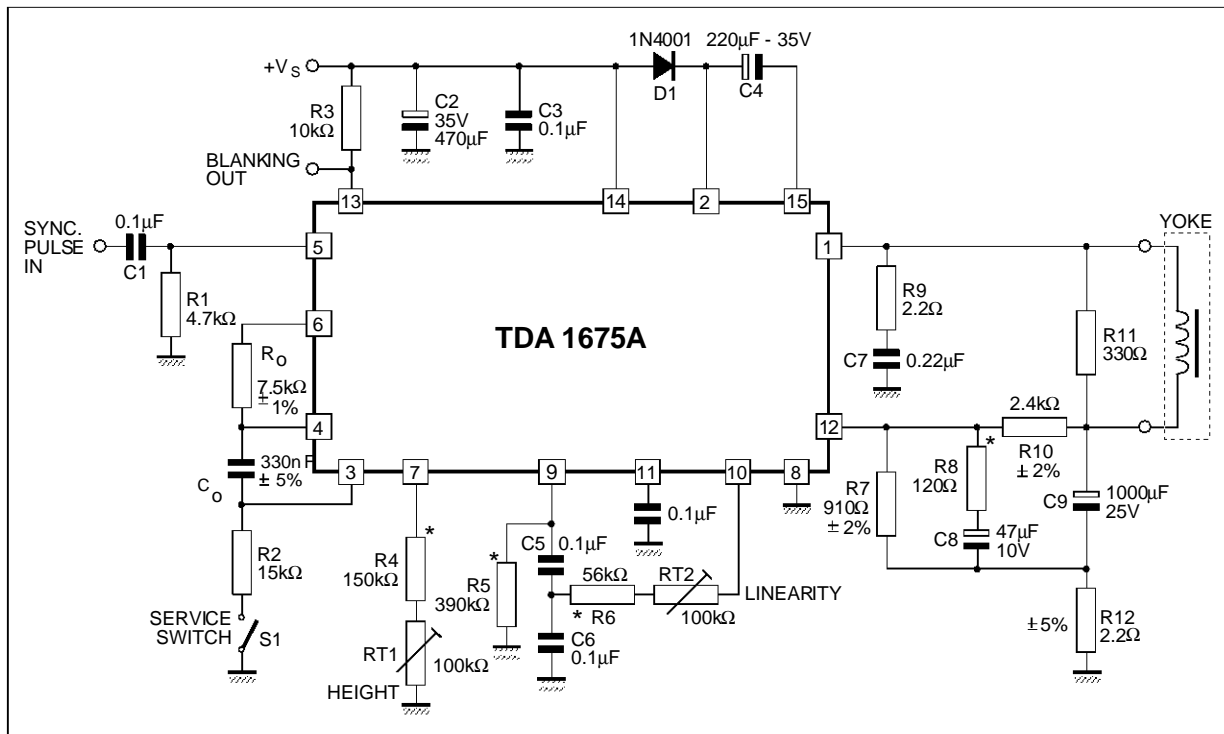 1N4001
220µF - 35V
+VS
D1
C4
R3
10kΩ
C2
35V
470µF
C3
0.1µF
BLANKING
OUT
13
14
2
15
YOKE
SYNC.
PULSE
IN
0.1µF
C1
5
1
R1
4.7kΩ
R9
2.2Ω
6
TDA 1675A
R11
330Ω
RO
7.5kΩ
± 1%
C7
0.22µF
4
12
2.4kΩ
R10
± 2%
330nF
± 5%
Co
3
7
9
11
10
8
*
R8
120Ω
R7
910Ω
± 2%
C9
1000µF
25V
0.1µF
R2
15kΩ
*
R4
150kΩ
*
R5
390kΩ
C5
0.1µF
56kΩ
* R6
RT2
100kΩ
LINEARITY
C8
47µF
10V
SERVICE
SWITCH
S1
RT1
100kΩ
HEIGHT
C6
0.1µF
±5%
R12
2.2Ω